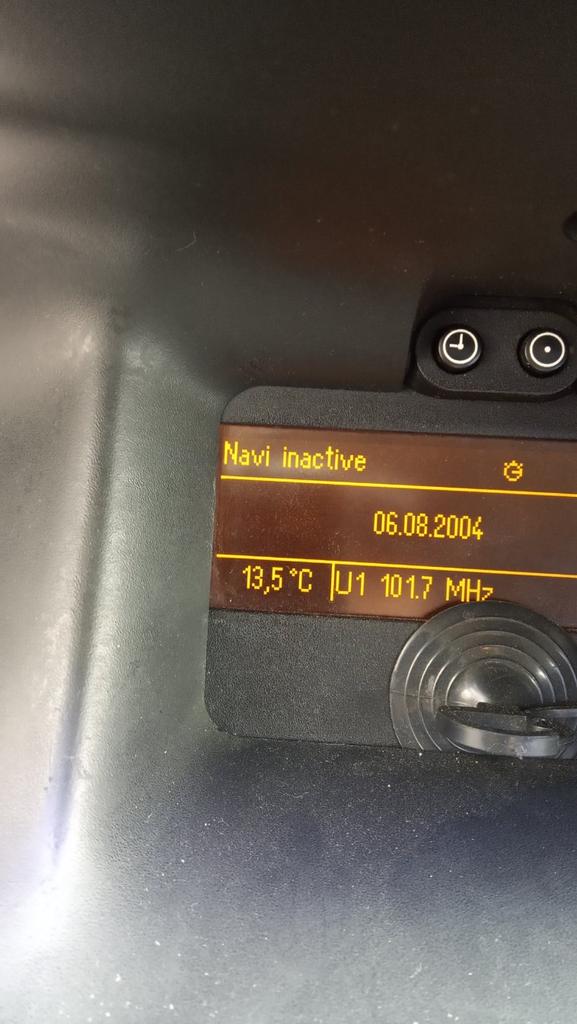 Navi inactive
06.08.2004
13,5 °C U1 101.7 MHz